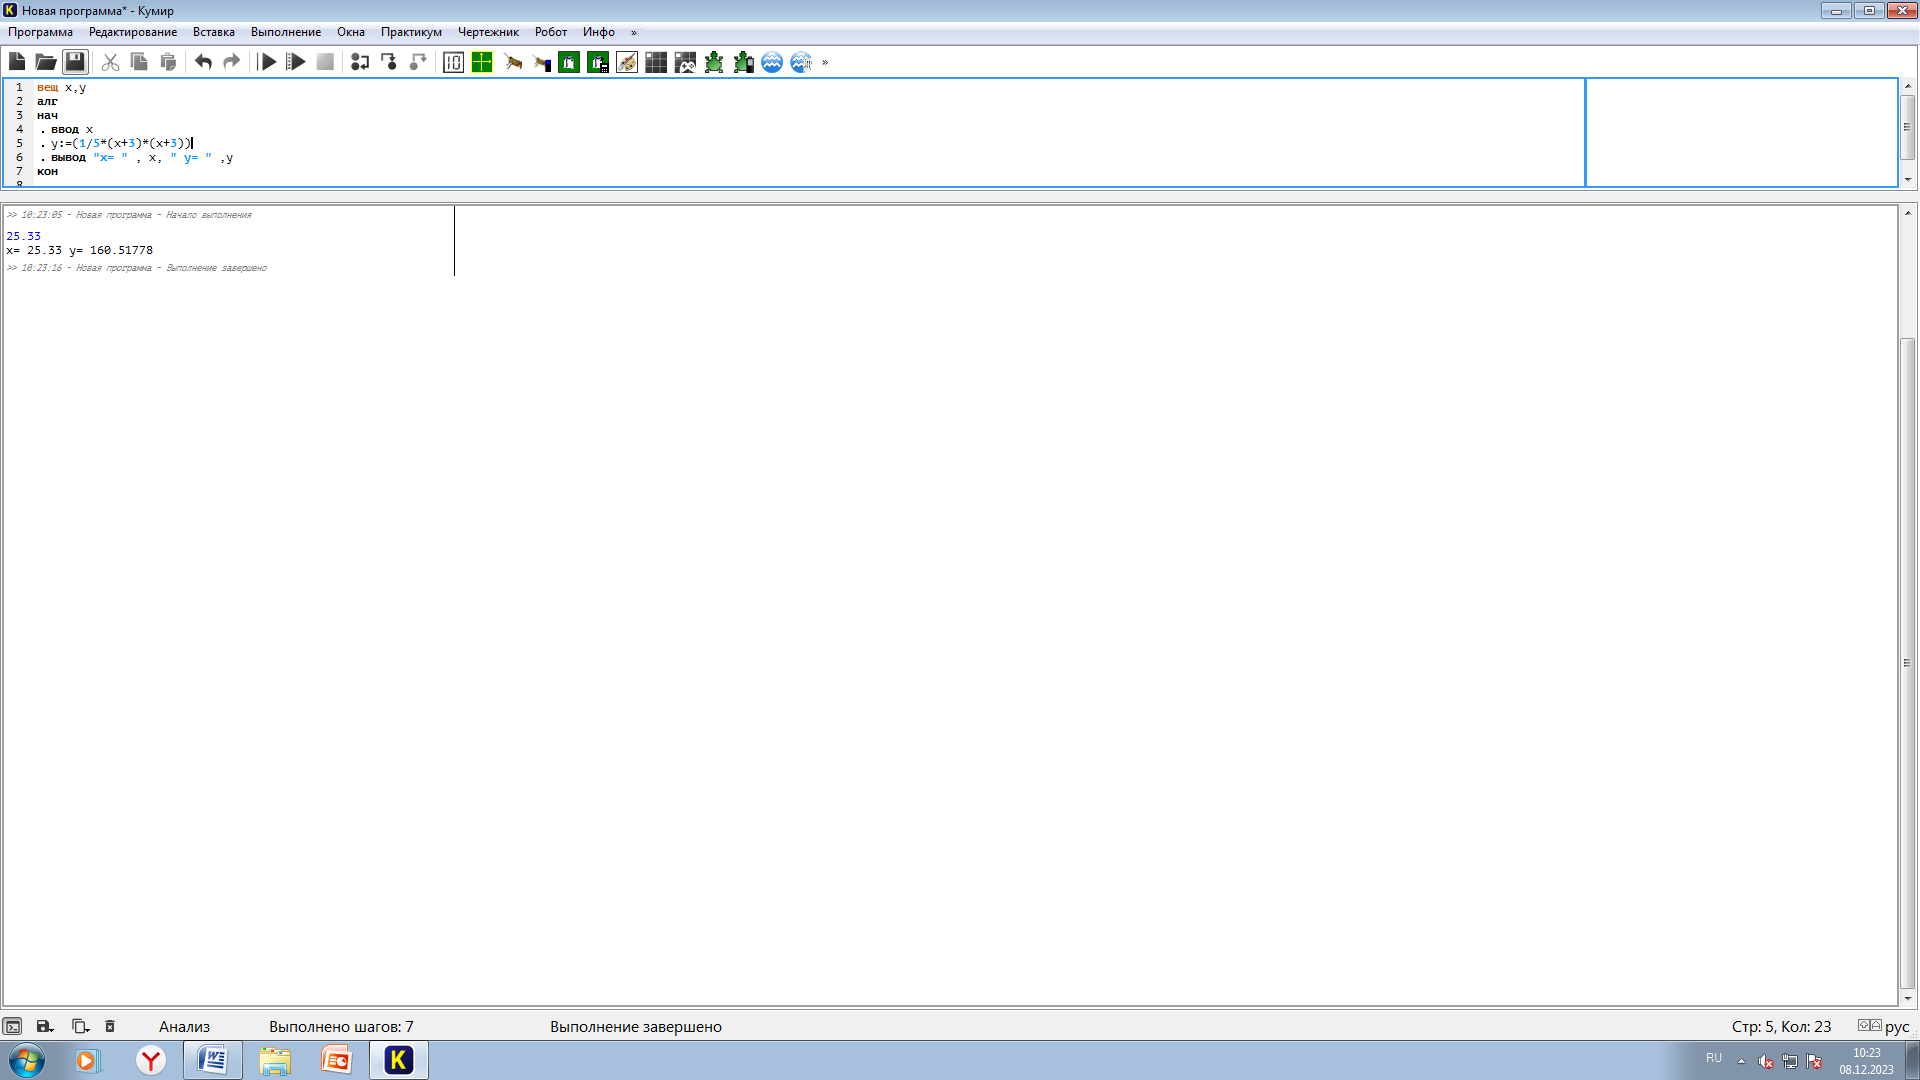 Новая программа* - Кумир
Программа Редактирование Вставка Выполнение Окна Практикум Чертежник Робот Инфо »
»
1 вещ x,y
2 алг
3 нач
4 . ввод x
5 . y:=(1/5*(x+3)*(x+3))
6 . вывод "x= " , x, " y= " ,y
7 кон
8
>> 10:23:05 - Новая программа - Начало выполнения
25.33
x= 25.33 y= 160.51778
>> 10:23:16 - Новая программа - Выполнение завершено
Анализ Выполнено шагов: 7 Выполнение завершено Стр: 5, Кол: 23 рус
RU 10:23
08.12.2023